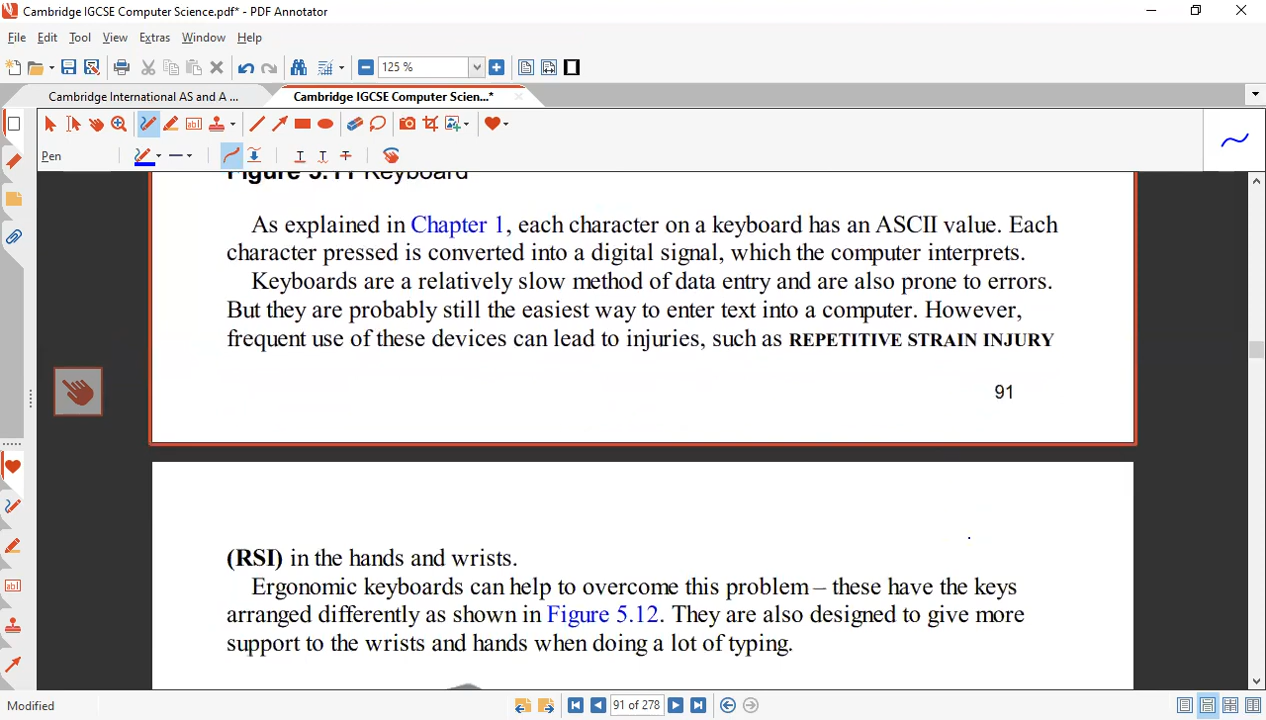 Cambridge IGCSE Computer Science.pdf* - PDF Annotator
File Edit Tool View Extras Window Help
125 %
Cambridge International AS and A ...
Cambridge IGCSE Computer Scien...*
Pen
Figure 5.11 Keyboard
As explained in Chapter 1, each character on a keyboard has an ASCII value. Each
character pressed is converted into a digital signal, which the computer interprets.
Keyboards are a relatively slow method of data entry and are also prone to errors.
But they are probably still the easiest way to enter text into a computer. However,
frequent use of these devices can lead to injuries, such as REPETITIVE STRAIN INJURY
91
(RSI) in the hands and wrists.
Ergonomic keyboards can help to overcome this problem – these have the keys
arranged differently as shown in Figure 5.12. They are also designed to give more
support to the wrists and hands when doing a lot of typing.
Modified
91 of 278